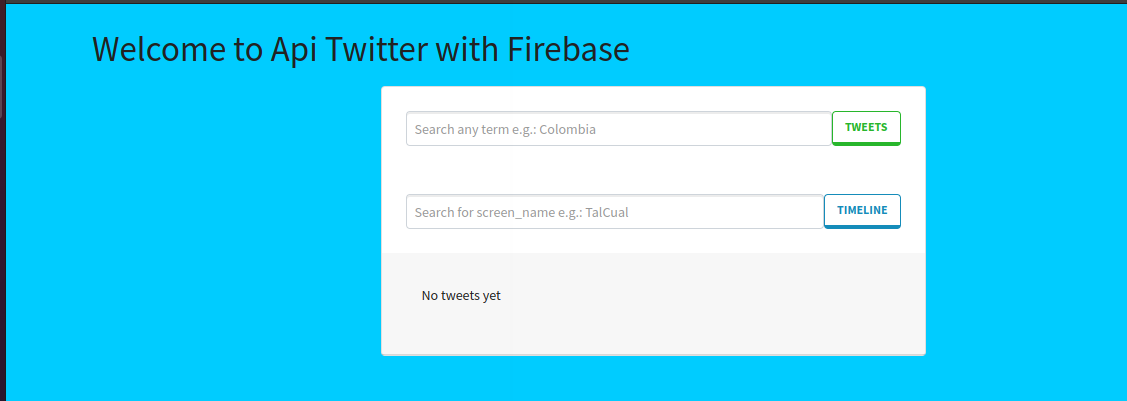 Welcome to Api Twitter with Firebase
Search any term e.g.: Colombia
TWEETS
Search for screen_name e.g.: TalCual
TIMELINE
No tweets yet